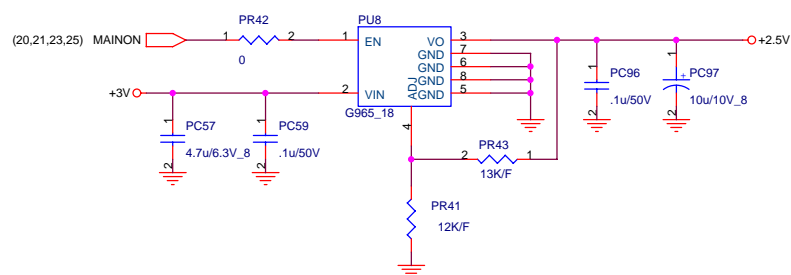 PR42
PU8
(20,21,23,25) MAINON
1 2
0
1 EN
VO 3
+2.5V
GND 7
GND 6
GND 8
GND 5
ADJ
+3V
2 VIN
G965_18
4
1
PC57
2
4.7u/6.3V_8
1
PC59
2
.1u/50V
1
PC96
2
.1u/50V
1
+
PC97
2
10u/10V_8
PR43
2 1
13K/F
PR41
12K/F